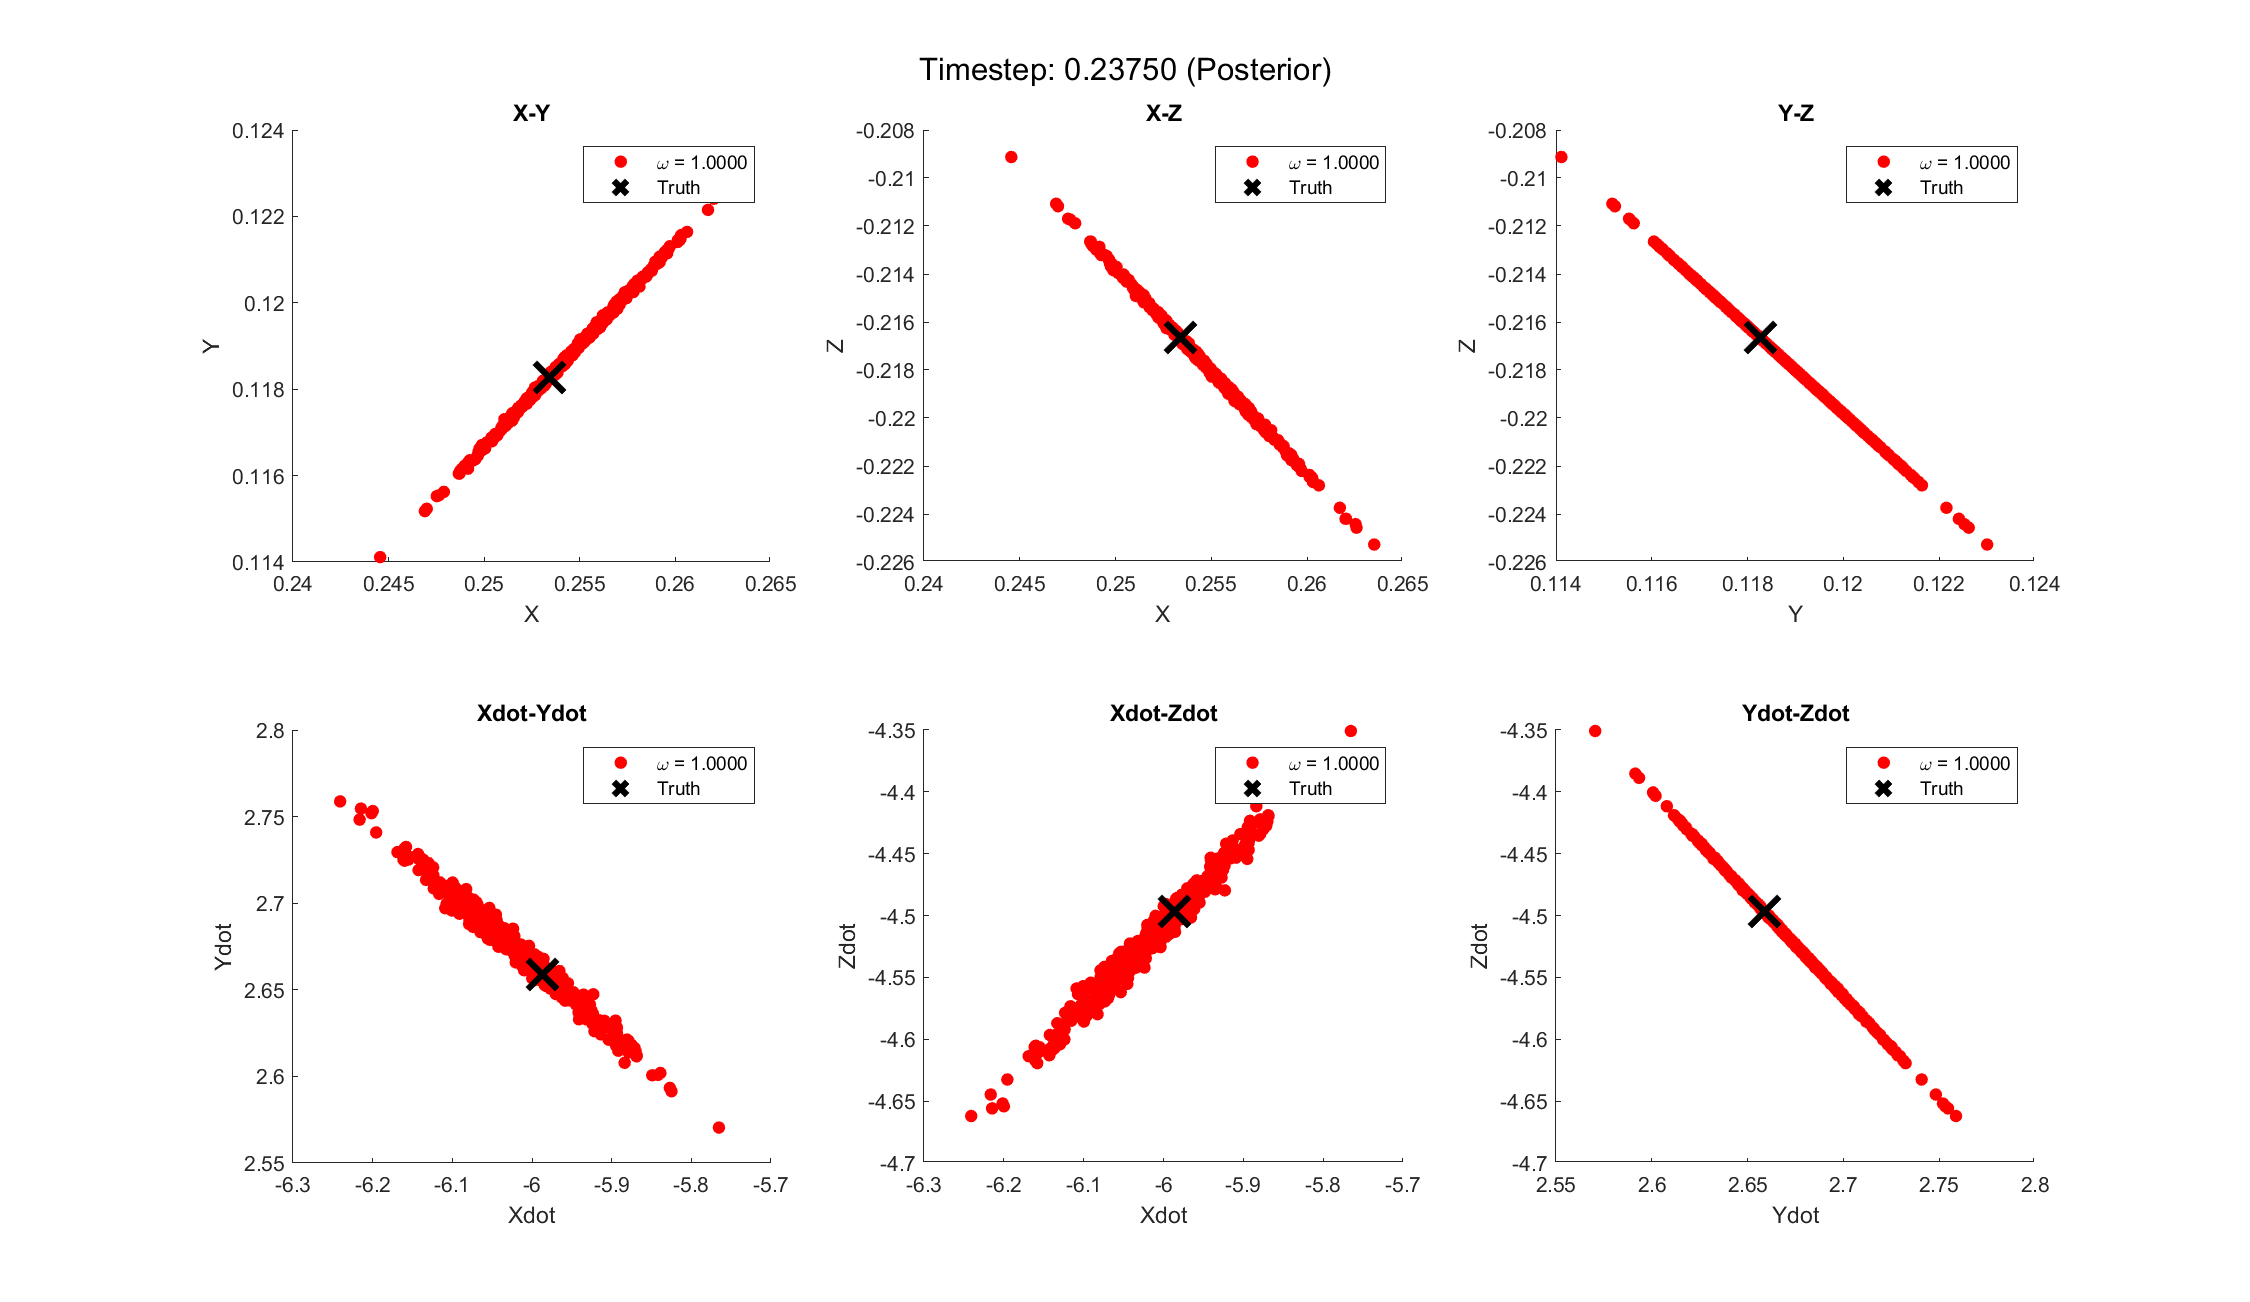 Timestep: 0.23750 (Posterior)
X-Y
0.124
0.122
0.12
0.118
0.116
0.114
Y
0.24 0.245 0.25 0.255 0.26 0.265
X
ω = 1.0000
Truth
X-Z
-0.208
-0.21
-0.212
-0.214
-0.216
-0.218
-0.22
-0.222
-0.224
-0.226
Z
0.24 0.245 0.25 0.255 0.26 0.265
X
ω = 1.0000
Truth
Y-Z
-0.208
-0.21
-0.212
-0.214
-0.216
-0.218
-0.22
-0.222
-0.224
-0.226
Z
0.114 0.116 0.118 0.12 0.122 0.124
Y
ω = 1.0000
Truth
Xdot-Ydot
2.8
2.75
2.7
2.65
2.6
2.55
Ydot
-6.3 -6.2 -6.1 -6 -5.9 -5.8 -5.7
Xdot
ω = 1.0000
Truth
Xdot-Zdot
-4.35
-4.4
-4.45
-4.5
-4.55
-4.6
-4.65
-4.7
Zdot
-6.3 -6.2 -6.1 -6 -5.9 -5.8 -5.7
Xdot
ω = 1.0000
Truth
Ydot-Zdot
-4.35
-4.4
-4.45
-4.5
-4.55
-4.6
-4.65
-4.7
Zdot
2.55 2.6 2.65 2.7 2.75 2.8
Ydot
ω = 1.0000
Truth